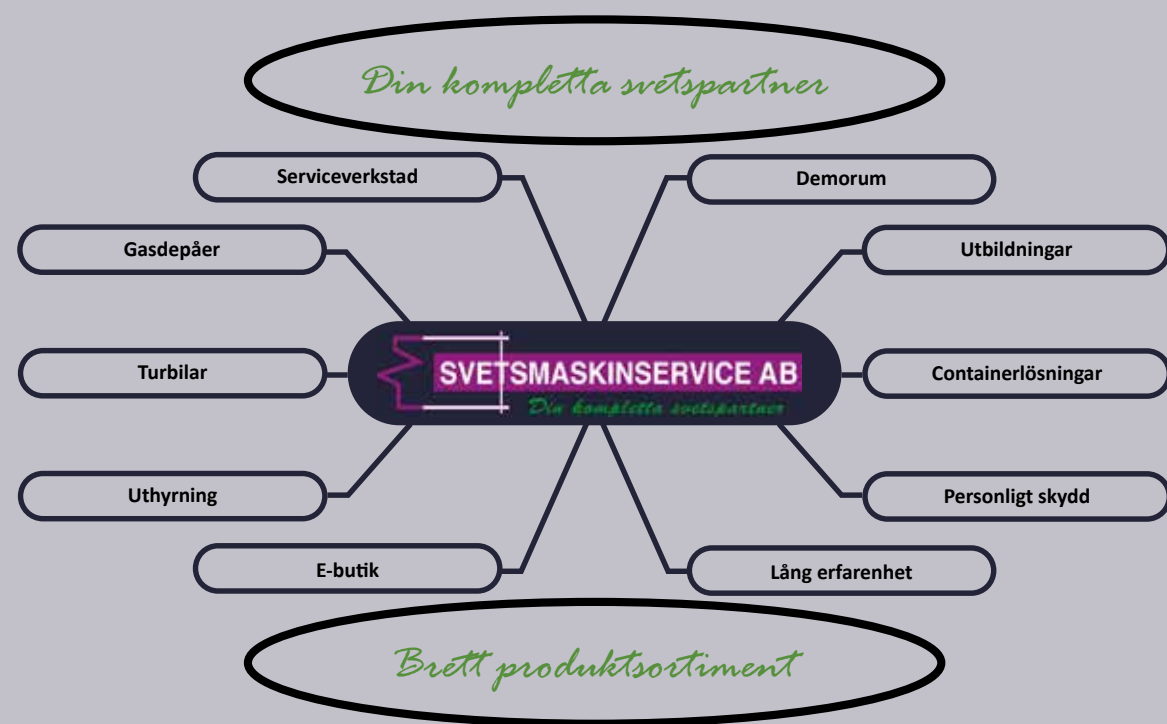 Din kompletta svetspartner
Serviceverkstad
Demorum
Gasdepåer
Utbildningar
SVETSMASKINSERVICE AB
Din kompletta svetspartner
Turbilar
Containerlösningar
Uthyrning
Personligt skydd
E-butik
Lång erfarenhet
Brett produktsortiment